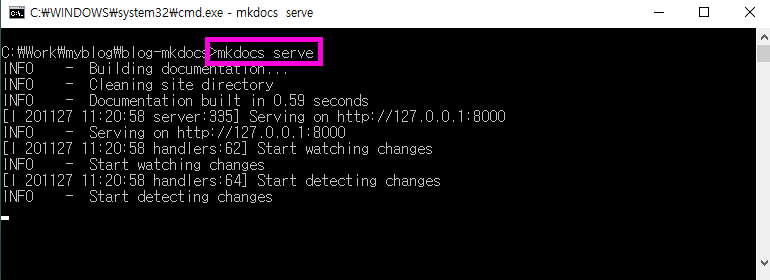 C:₩WINDOWS₩system32₩cmd.exe - mkdocs  serve
C:₩Work₩myblog₩blog-mkdocs>mkdocs serve
INFO    -  Building documentation...
INFO    -  Cleaning site directory
INFO    -  Documentation built in 0.59 seconds
[I 201127 11:20:58 server:335] Serving on http://127.0.0.1:8000
INFO    -  Serving on http://127.0.0.1:8000
[I 201127 11:20:58 handlers:62] Start watching changes
INFO    -  Start watching changes
[I 201127 11:20:58 handlers:64] Start detecting changes
INFO    -  Start detecting changes